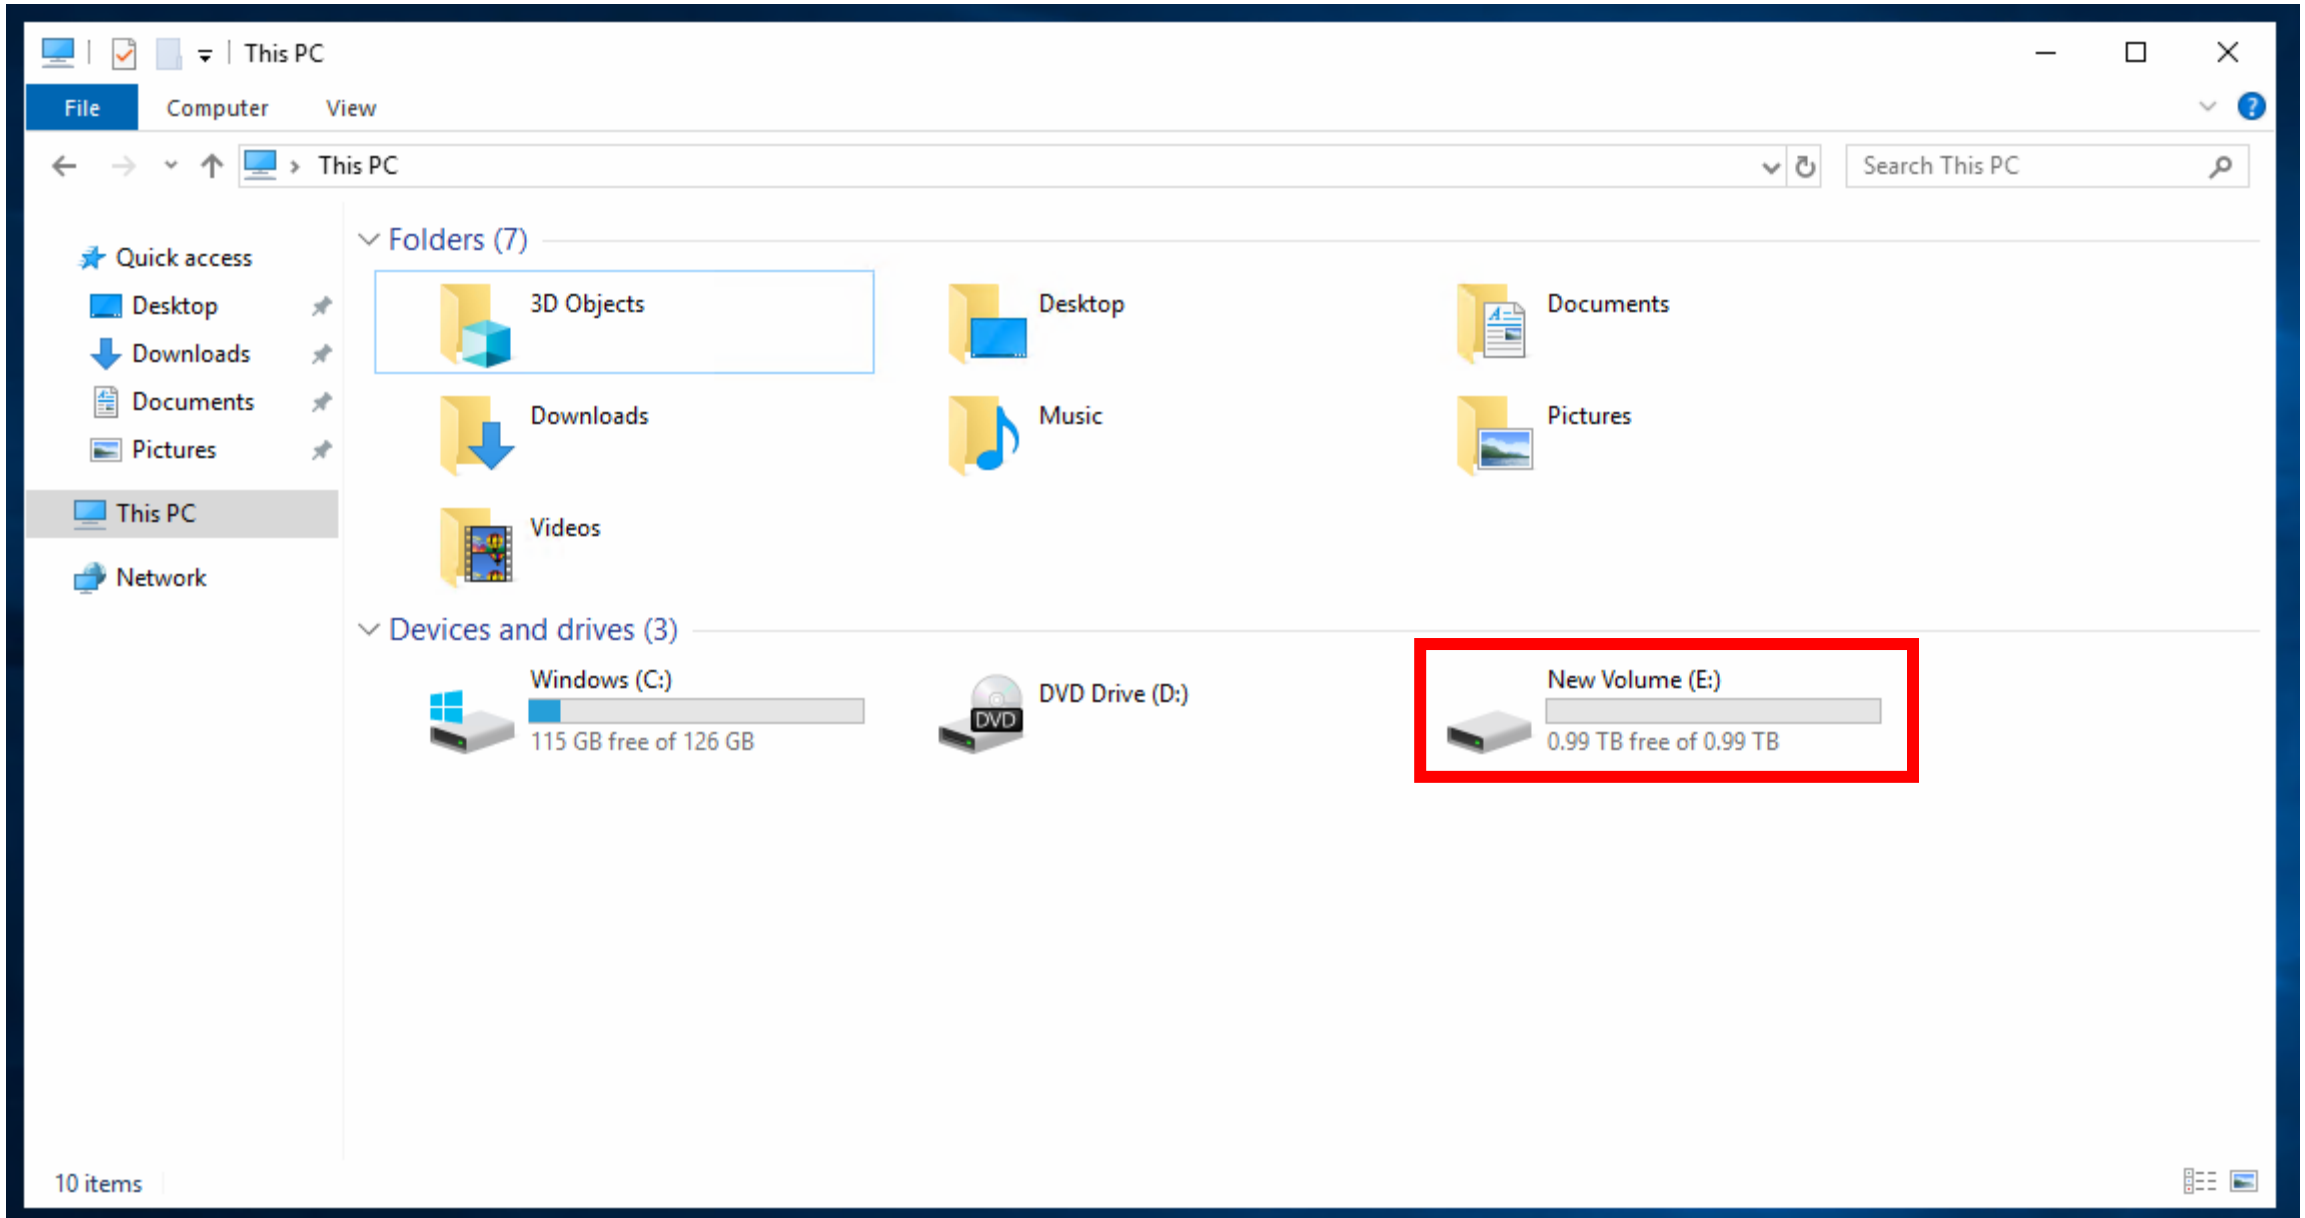 This PC
File Computer View
This PC
Search This PC
Quick access
Desktop
Downloads
Documents
Pictures
This PC
Network
Folders (7)
3D Objects
Desktop
Documents
Downloads
Music
Pictures
Videos
Devices and drives (3)
Windows (C:)
115 GB free of 126 GB
DVD
DVD Drive (D:)
New Volume (E:)
0.99 TB free of 0.99 TB
10 items